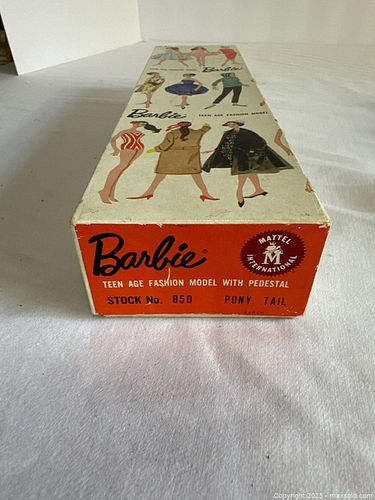 Barbie
Barbie TEEN AGE FASHION MODEL
Barbie®
MATTEL
M
INTERNATIONAL
TEEN AGE FASHION MODEL WITH PEDESTAL
STOCK No. 850 PONY TAIL
Copyright 2023 - maxsold.com